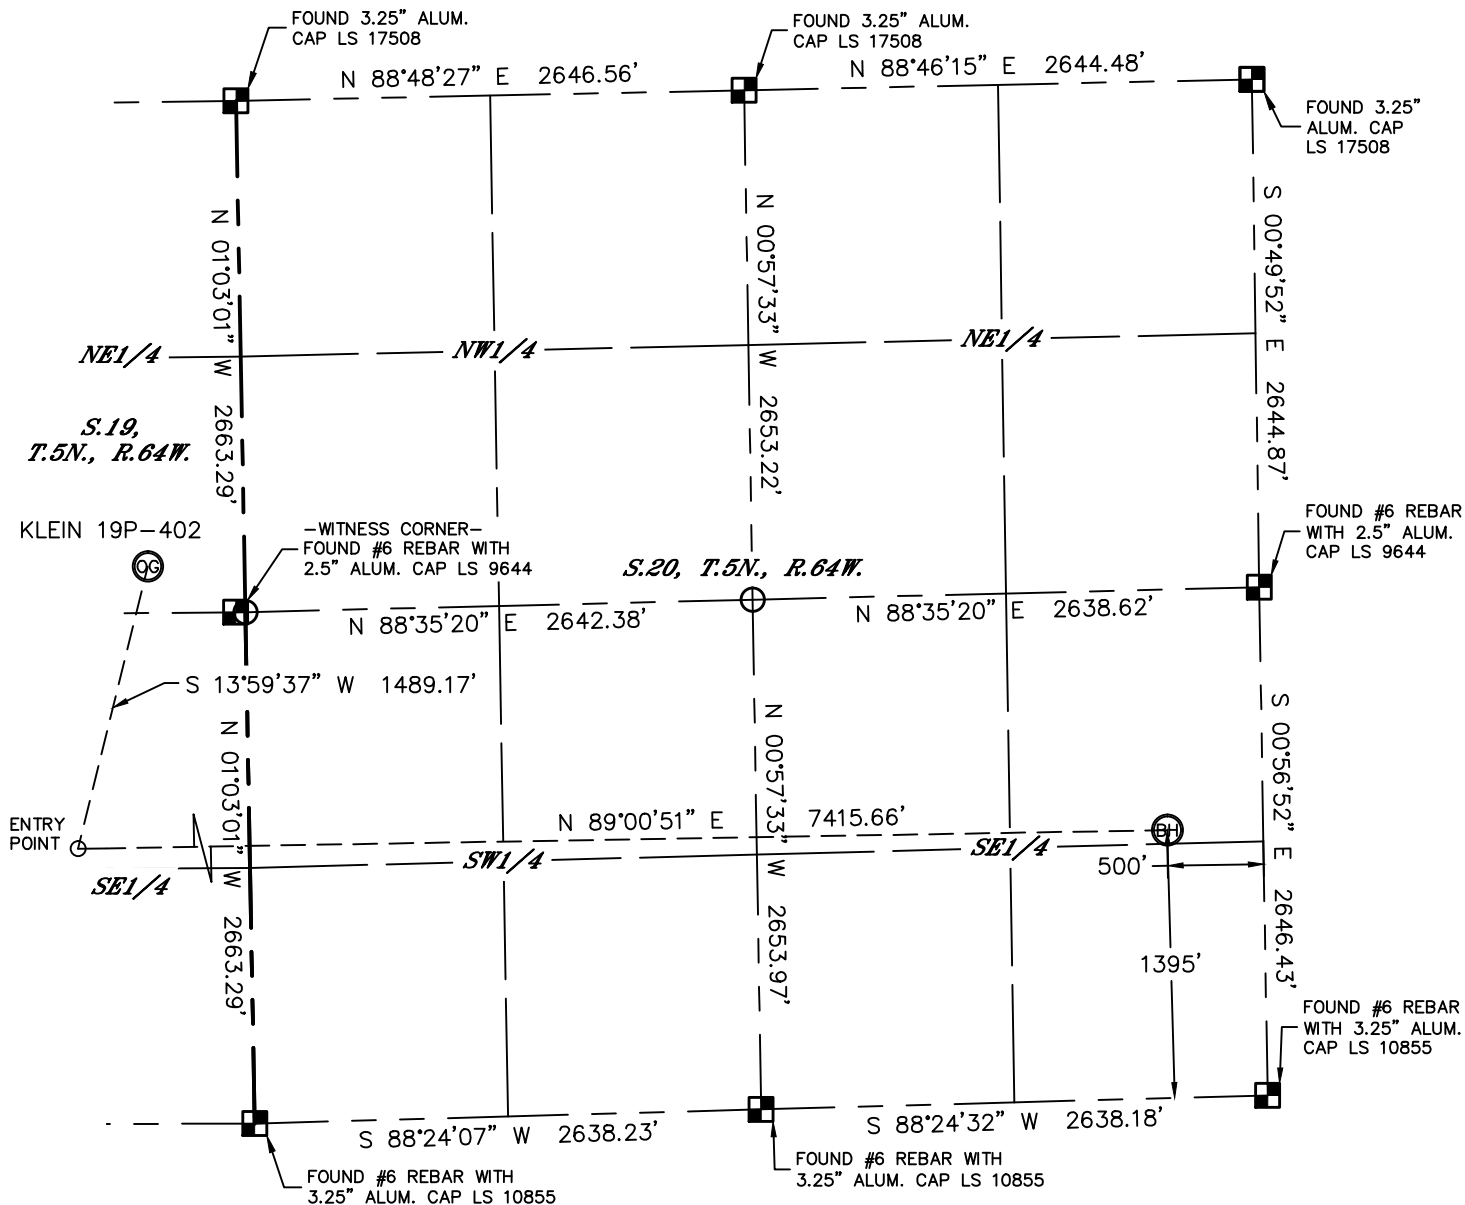 FOUND 3.25" ALUM.
CAP LS 17508
FOUND 3.25" ALUM.
CAP LS 17508
N 88°48'27" E 2646.56'
N 88°46'15" E 2644.48'
FOUND 3.25"
ALUM. CAP
LS 17508
N 01°03'01" W 2663.29'
N 00°57'33" W 2653.22'
S 00°49'52" E 2644.87'
NE1/4
NW1/4
NE1/4
S.19,
T.5N., R.64W.
KLEIN 19P-402
OG
-WITNESS CORNER-
FOUND #6 REBAR WITH
2.5" ALUM. CAP LS 9644
S.20, T.5N., R.64W.
FOUND #6 REBAR
WITH 2.5" ALUM.
CAP LS 9644
N 88°35'20" E 2642.38'
N 88°35'20" E 2638.62'
S 13°59'37" W 1489.17'
N 01°03'01" W 2663.29'
N 00°57'33" W 2653.97'
S 00°56'52" E 2646.43'
ENTRY
POINT
N 89°00'51" E 7415.66'
BH
SE1/4
SW1/4
SE1/4
500'
1395'
FOUND #6 REBAR
WITH 3.25" ALUM.
CAP LS 10855
S 88°24'07" W 2638.23'
S 88°24'32" W 2638.18'
FOUND #6 REBAR WITH
3.25" ALUM. CAP LS 10855
FOUND #6 REBAR WITH
3.25" ALUM. CAP LS 10855